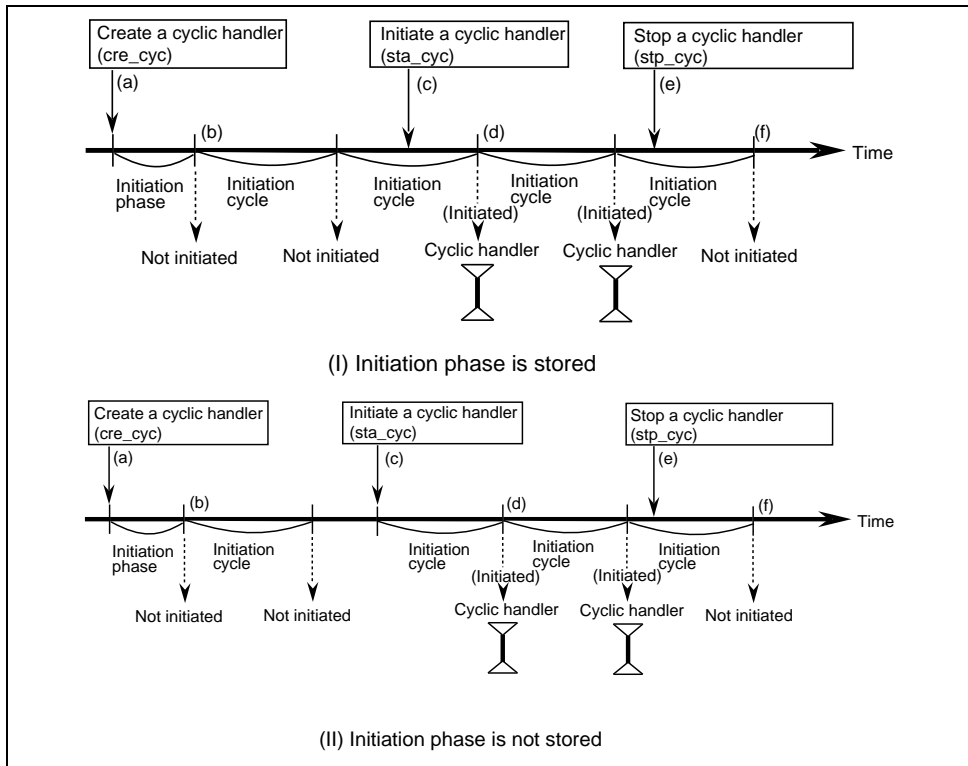 Create a cyclic handler
(cre_cyc)
Initiate a cyclic handler
(sta_cyc)
Stop a cyclic handler
(stp_cyc)
(a)
(c)
(e)
(b)
(d)
(f)
Time
Initiation
phase
Initiation
cycle
Initiation
cycle
Initiation
cycle
Initiation
cycle
(Initiated)
(Initiated)
Not initiated
Not initiated
Cyclic handler
Cyclic handler
Not initiated
(I) Initiation phase is stored
Create a cyclic handler
(cre_cyc)
Initiate a cyclic handler
(sta_cyc)
Stop a cyclic handler
(stp_cyc)
(a)
(c)
(e)
(b)
(d)
(f)
Time
Initiation
phase
Initiation
cycle
Initiation
cycle
Initiation
cycle
Initiation
cycle
(Initiated)
(Initiated)
Not initiated
Not initiated
Cyclic handler
Cyclic handler
Not initiated
(II) Initiation phase is not stored